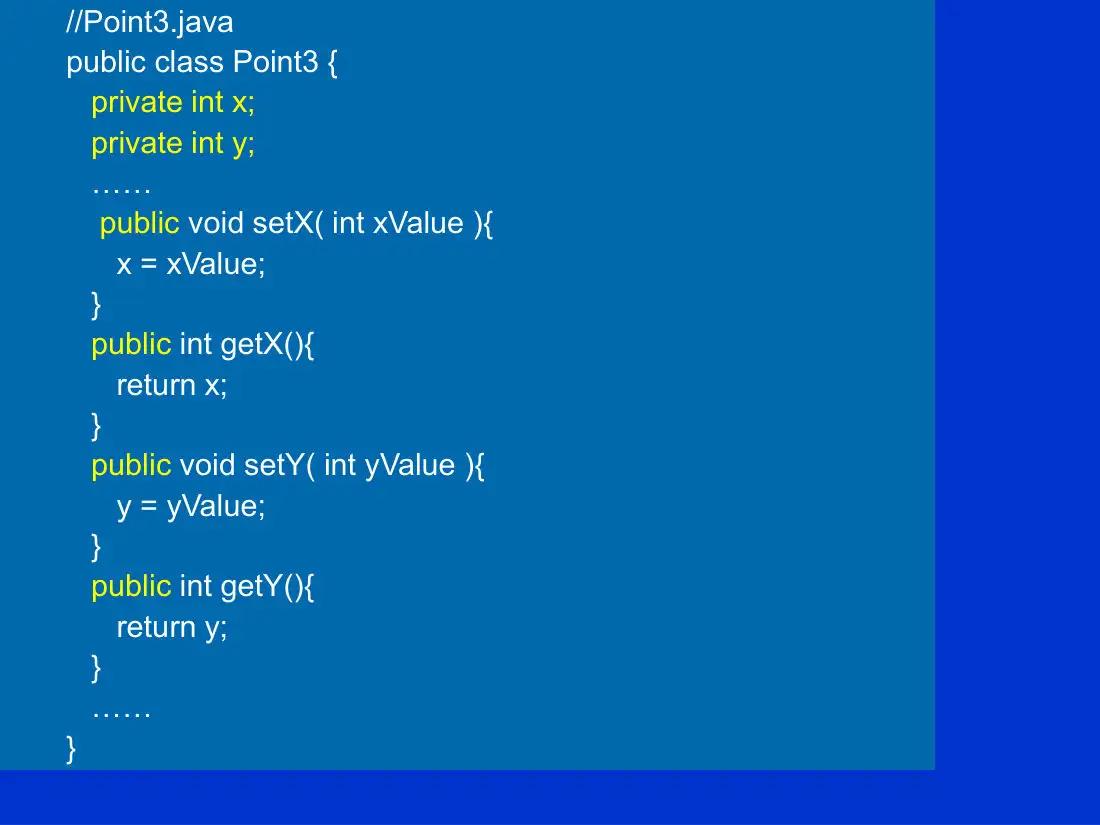 //Point3.java
public class Point3 {
private int x;
private int y;
……
public void setX( int xValue ){
x = xValue;
}
public int getX(){
return x;
}
public void setY( int yValue ){
y = yValue;
}
public int getY(){
return y;
}
……
}